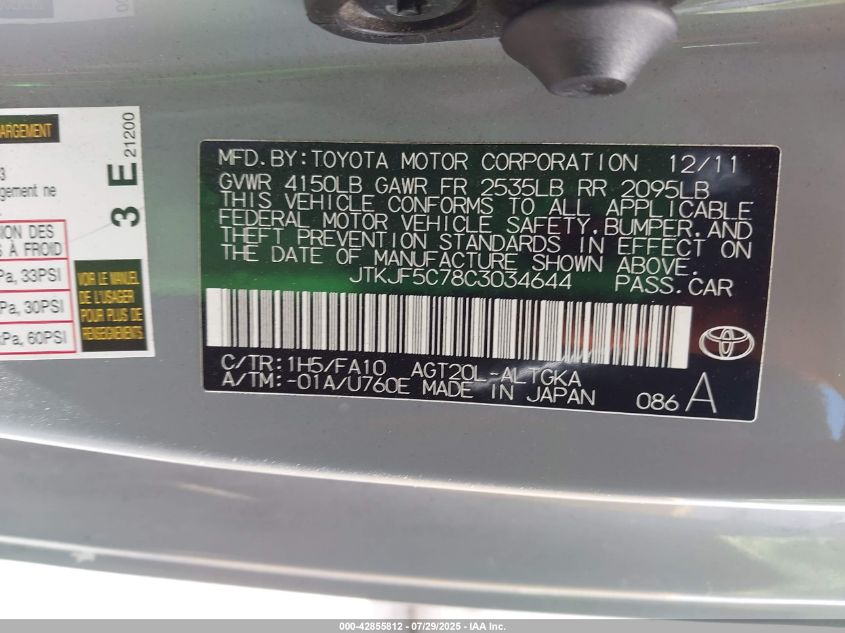 ARGEMENT
3
gement ne
ION DES
S À FROID
Pa, 33PSI
Pa, 30PSI
kPa, 60PSI
VOIR LE MANUEL
DE L'USAGER
POUR PLUS DE
RENSEIGNEMENTS
3 E
21200
MFD. BY: TOYOTA MOTOR CORPORATION 12/11
GVWR 4150LB GAWR FR 2535LB RR 2095LB
THIS VEHICLE CONFORMS TO ALL APPLICABLE
FEDERAL MOTOR VEHICLE SAFETY, BUMPER, AND
THEFT PREVENTION STANDARDS IN EFFECT ON
THE DATE OF MANUFACTURE SHOWN ABOVE.
JTKJF5C78C3034644 PASS. CAR
C/TR: 1H5/FA10 AGT20L-ALTGKA
A/TM: -01A/U760E MADE IN JAPAN 086 A
000-42855812 - 07/29/2025 - IAA Inc.